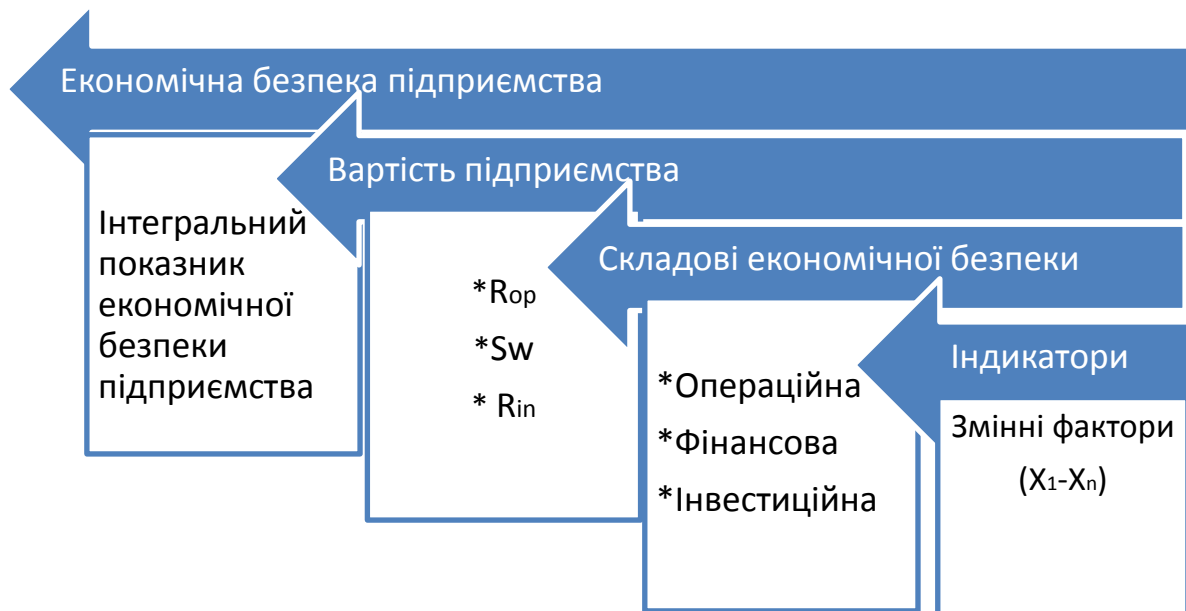 Економічна безпека підприємства
Інтегральний
показник
економічної
безпеки
підприємства
Вартість підприємства
*Rop
*Sw
* Rin
Складові економічної безпеки
*Операційна
*Фінансова
*Інвестиційна
Індикатори
Змінні фактори
(X1-Xn)